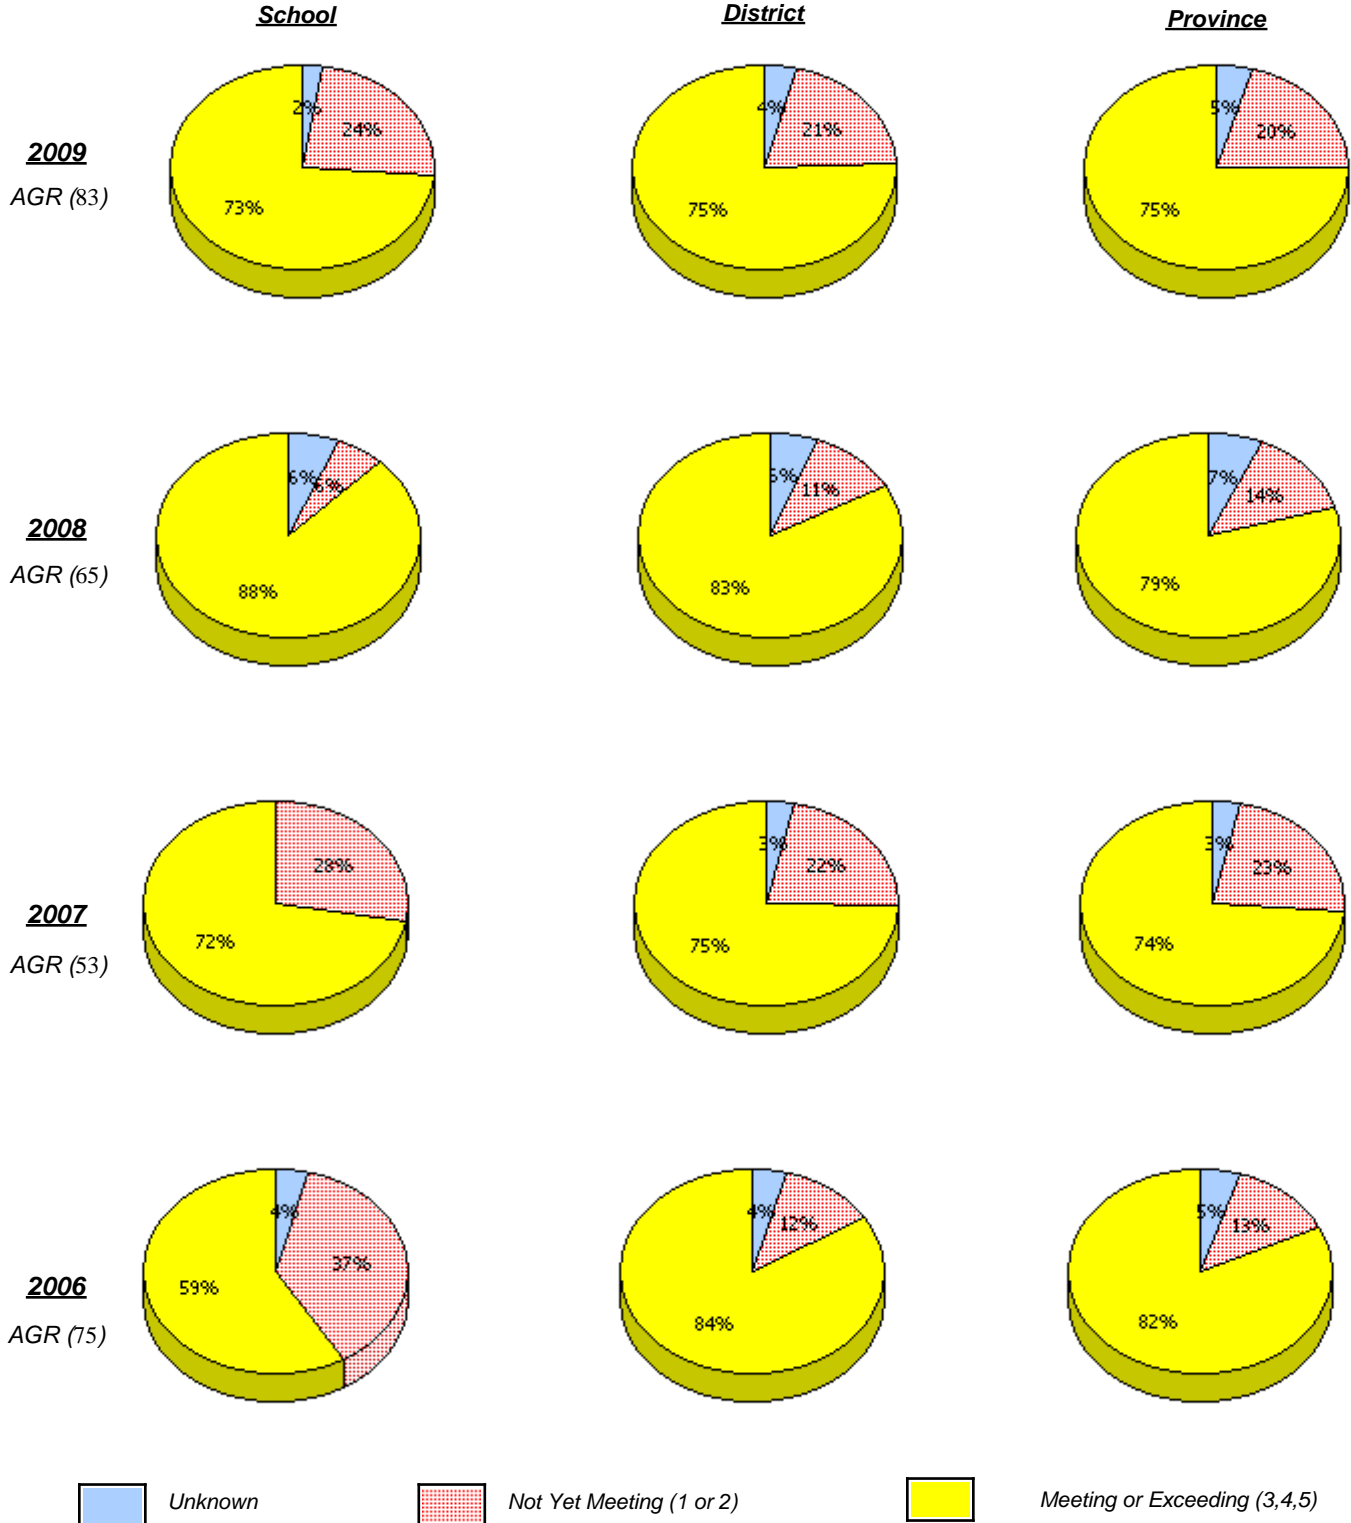 School District Province
2% 24% 73%
4% 21% 75%
5% 20% 75%
2009
AGR (83)
6% 6% 88%
11% 83%
7% 14% 79%
2008
AGR (65)
28% 72%
3% 22% 75%
3% 23% 74%
2007
AGR (53)
4% 37% 59%
4% 12% 84%
5% 13% 82%
2006
AGR (75)
Unknown Not Yet Meeting (1 or 2) Meeting or Exceeding (3,4,5)